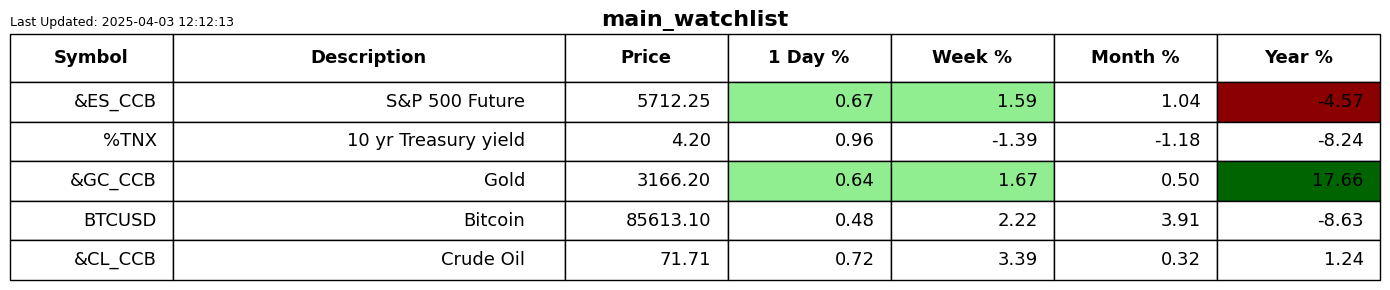 Last Updated: 2025-04-03 12:12:13
main_watchlist
Symbol Description Price 1 Day % Week % Month % Year %
&ES_CCB S&P 500 Future 5712.25 0.67 1.59 1.04 -4.57
%TNX 10 yr Treasury yield 4.20 0.96 -1.39 -1.18 -8.24
&GC_CCB Gold 3166.20 0.64 1.67 0.50 17.66
BTCUSD Bitcoin 85613.10 0.48 2.22 3.91 -8.63
&CL_CCB Crude Oil 71.71 0.72 3.39 0.32 1.24